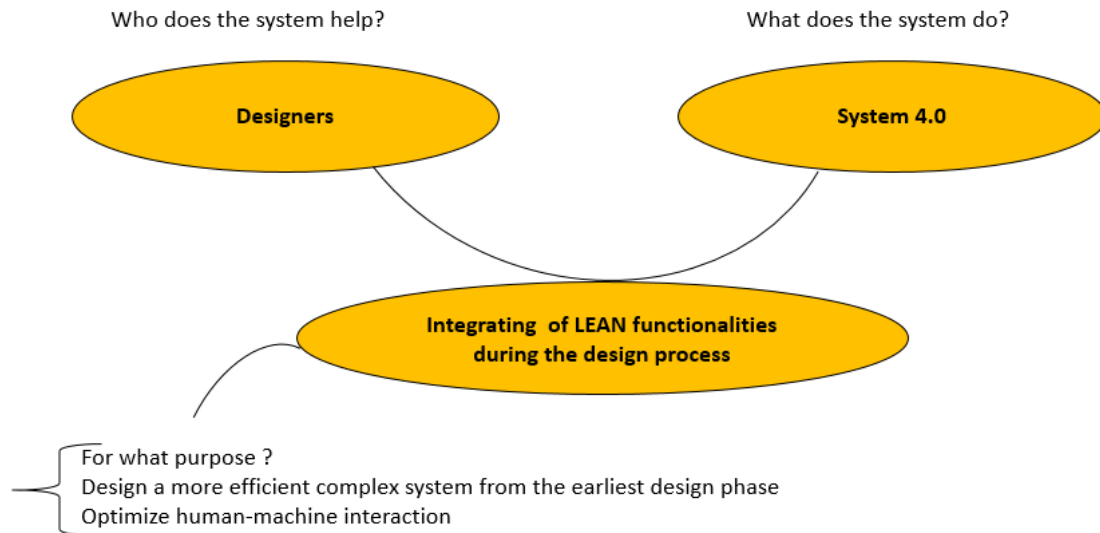 Who does the system help?
What does the system do?
Designers
System 4.0
Integrating of LEAN functionalities
during the design process
For what purpose ?
Design a more efficient complex system from the earliest design phase
Optimize human-machine interaction